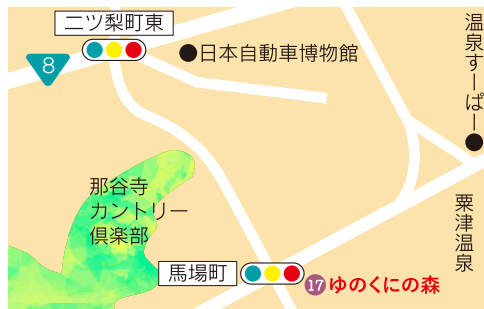 二ツ梨町東
8
●日本自動車博物館
温泉すーぱー●
那谷寺
カントリー
倶楽部
粟津温泉
馬場町
17 ゆのくにの森